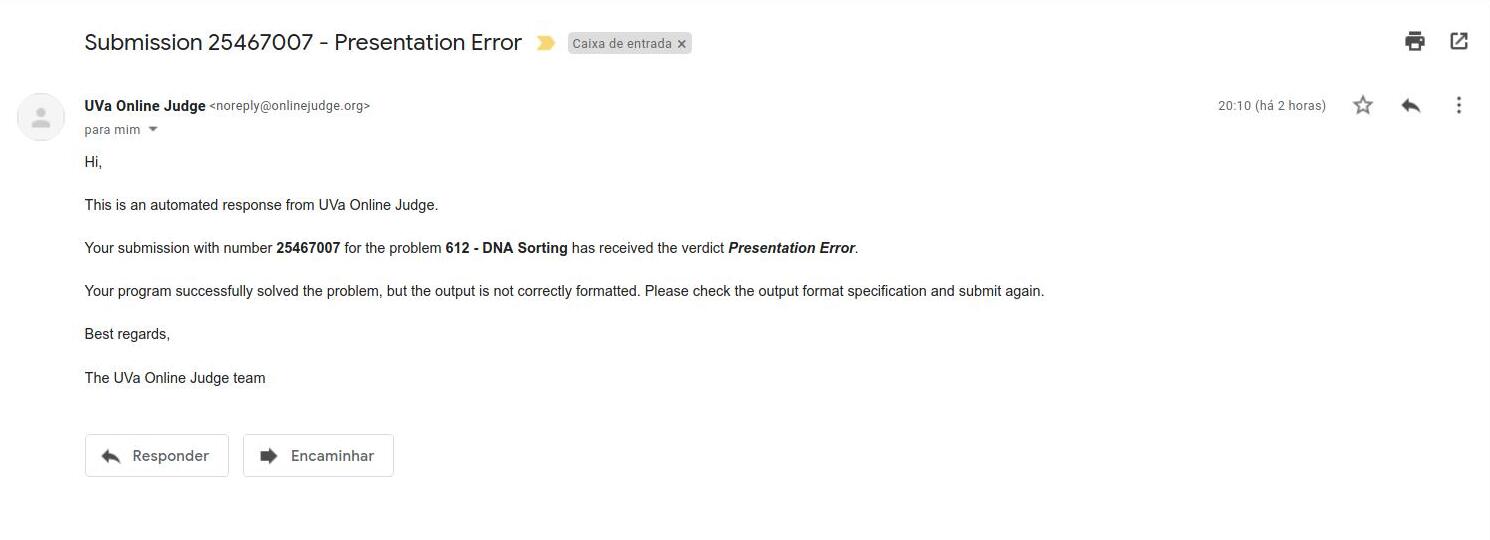 Submission 25467007 - Presentation Error Caixa de entrada x
UVa Online Judge <noreply@onlinejudge.org> 20:10 (há 2 horas)
para mim
Hi,
This is an automated response from UVa Online Judge.
Your submission with number 25467007 for the problem 612 - DNA Sorting has received the verdict Presentation Error.
Your program successfully solved the problem, but the output is not correctly formatted. Please check the output format specification and submit again.
Best regards,
The UVa Online Judge team
Responder Encaminhar